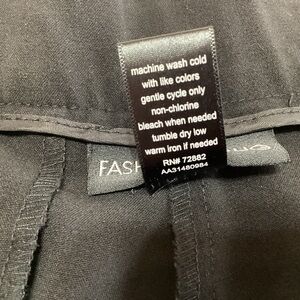 machine wash cold
with like colors
gentle cycle only
non-chlorine
bleach when needed
tumble dry low
warm iron if needed
RN# 72882
AA31480984
FASH